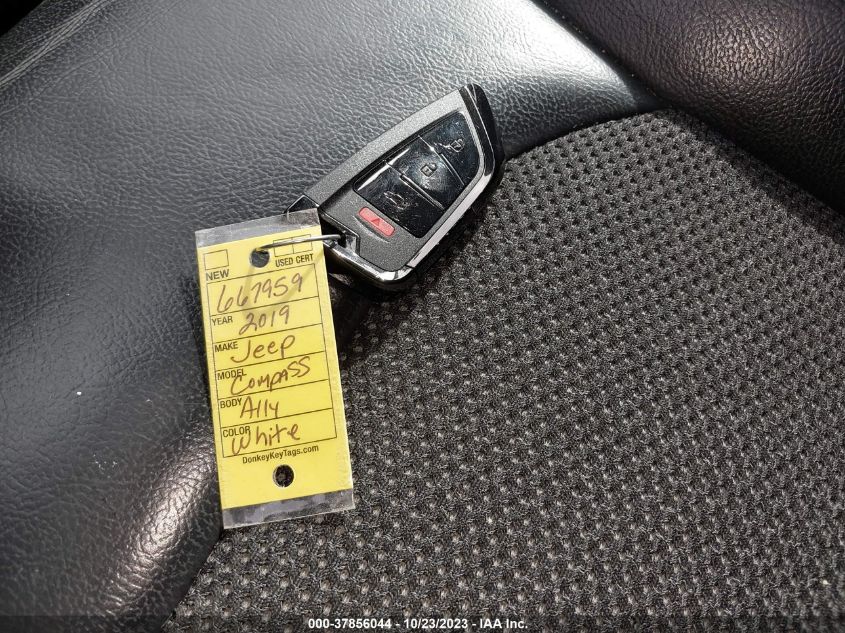 NEW USED CERT
667959
YEAR 2019
MAKE Jeep
MODEL Compass
BODY Ally
COLOR White
DonkeyKeyTags.com
000-37856044 / 10/23/2023 / IAA Inc.